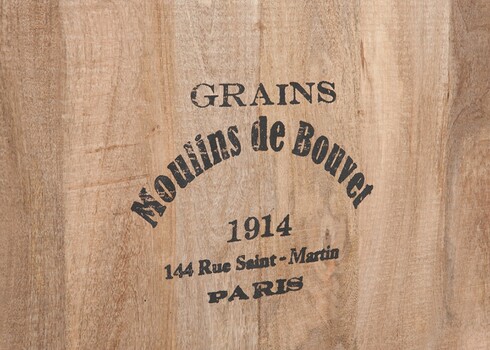 GRAINS
Moulins de Bouvet
1914
144 Rue Saint - Martin
PARIS